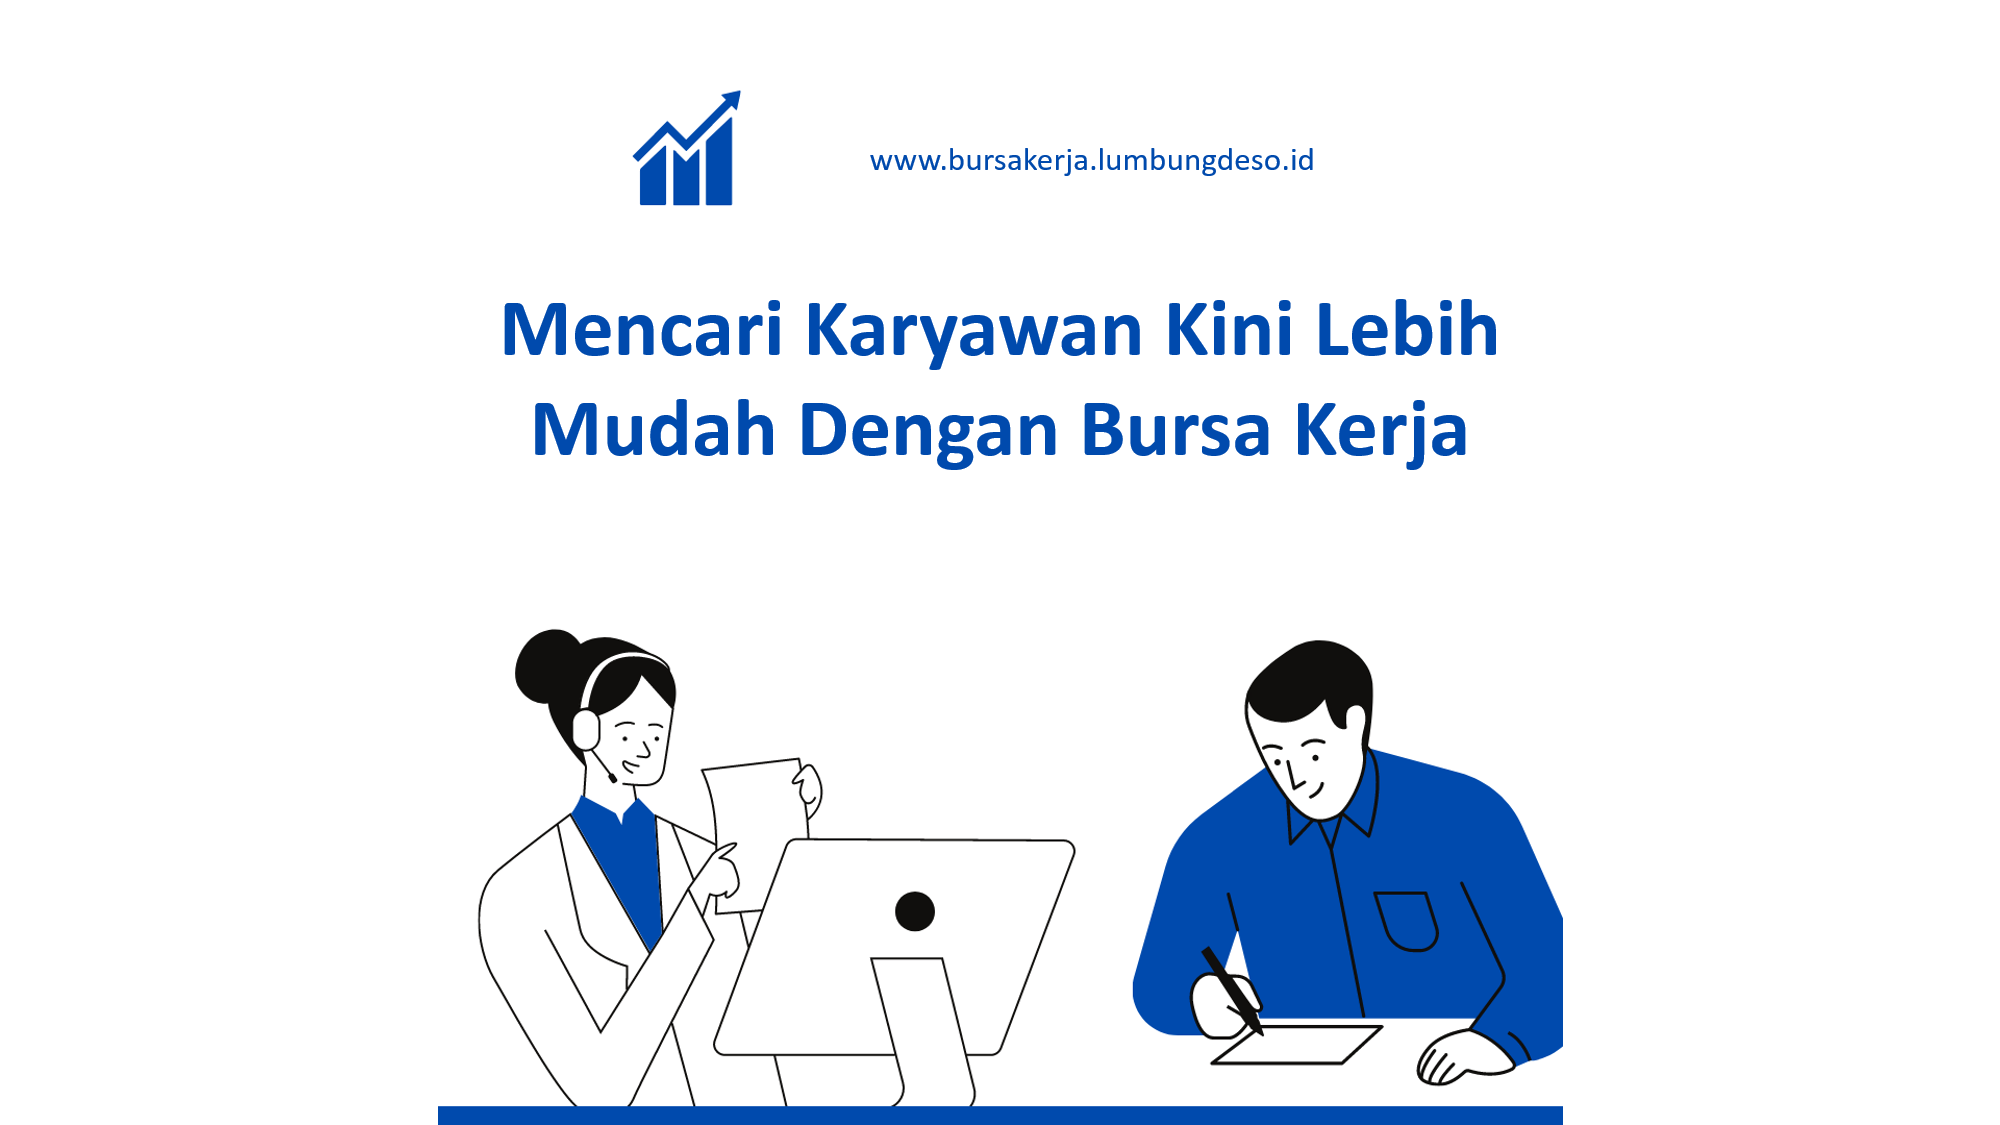 www.bursakerja.lumbungdeso.id
Mencari Karyawan Kini Lebih
Mudah Dengan Bursa Kerja